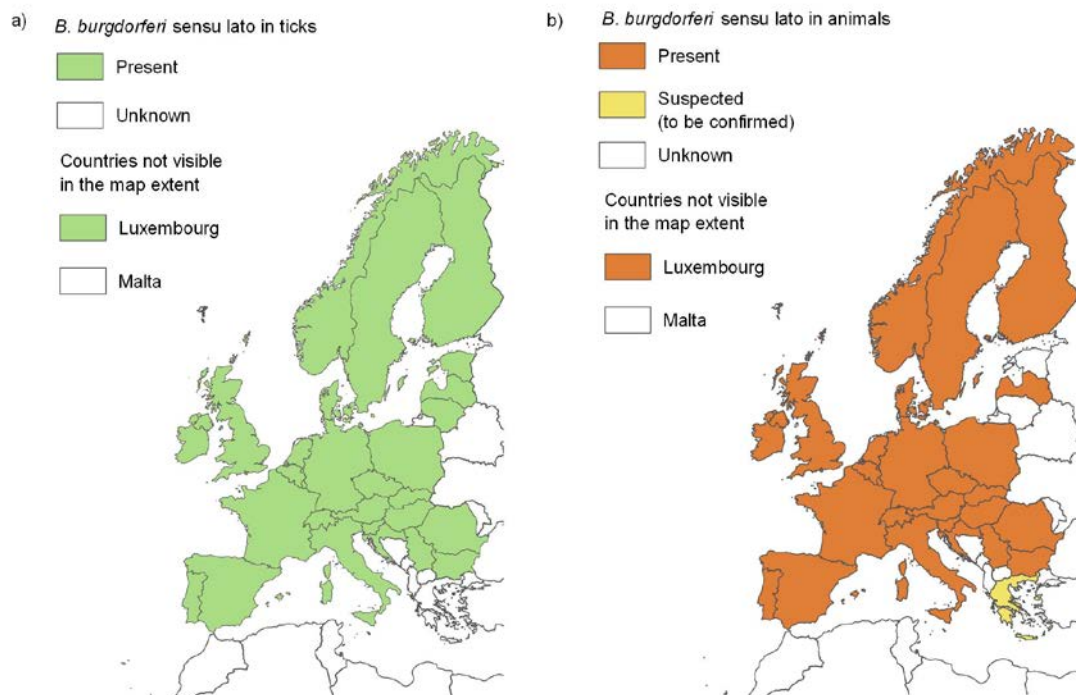 a)
B. burgdorferi sensu lato in ticks
Present
Unknown
Countries not visible
in the map extent
Luxembourg
Malta
b)
B. burgdorferi sensu lato in animals
Present
Suspected
(to be confirmed)
Unknown
Countries not visible
in the map extent
Luxembourg
Malta